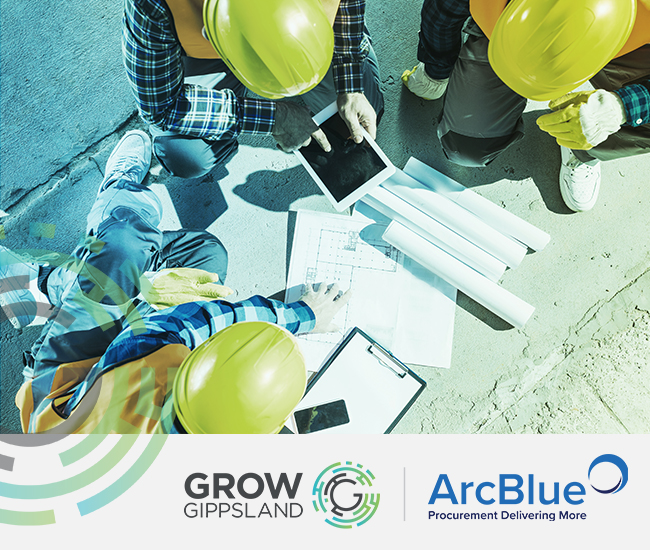 GROW
GIPPSLAND
G
ArcBlue
Procurement Delivering More